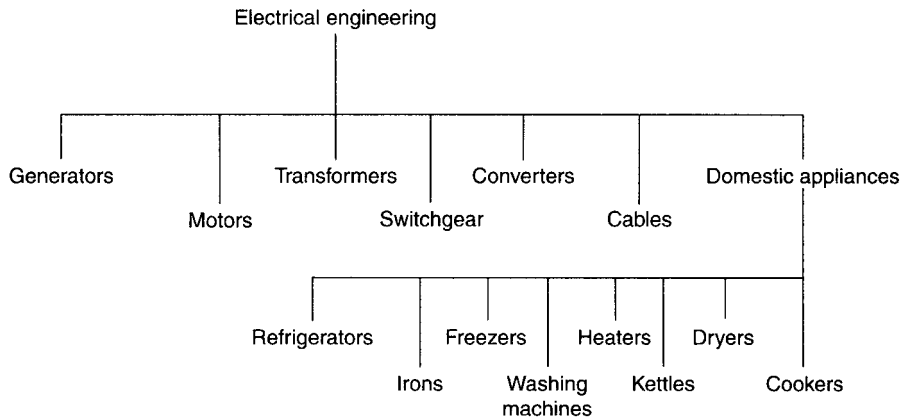 Electrical engineering
Generators
Transformers
Converters
Domestic appliances
Motors
Switchgear
Cables
Refrigerators
Freezers
Heaters
Dryers
Irons
Washing
machines
Kettles
Cookers